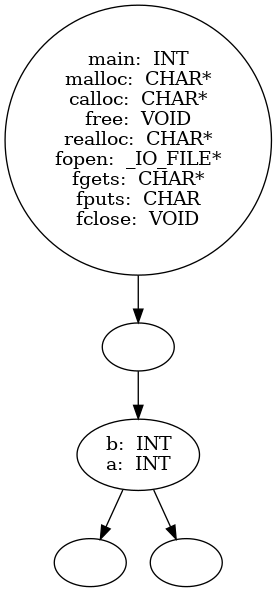 main: INT
malloc: CHAR*
calloc: CHAR*
free: VOID
realloc: CHAR*
fopen: _IO_FILE*
fgets: CHAR*
fputs: CHAR
fclose: VOID
b: INT
a: INT